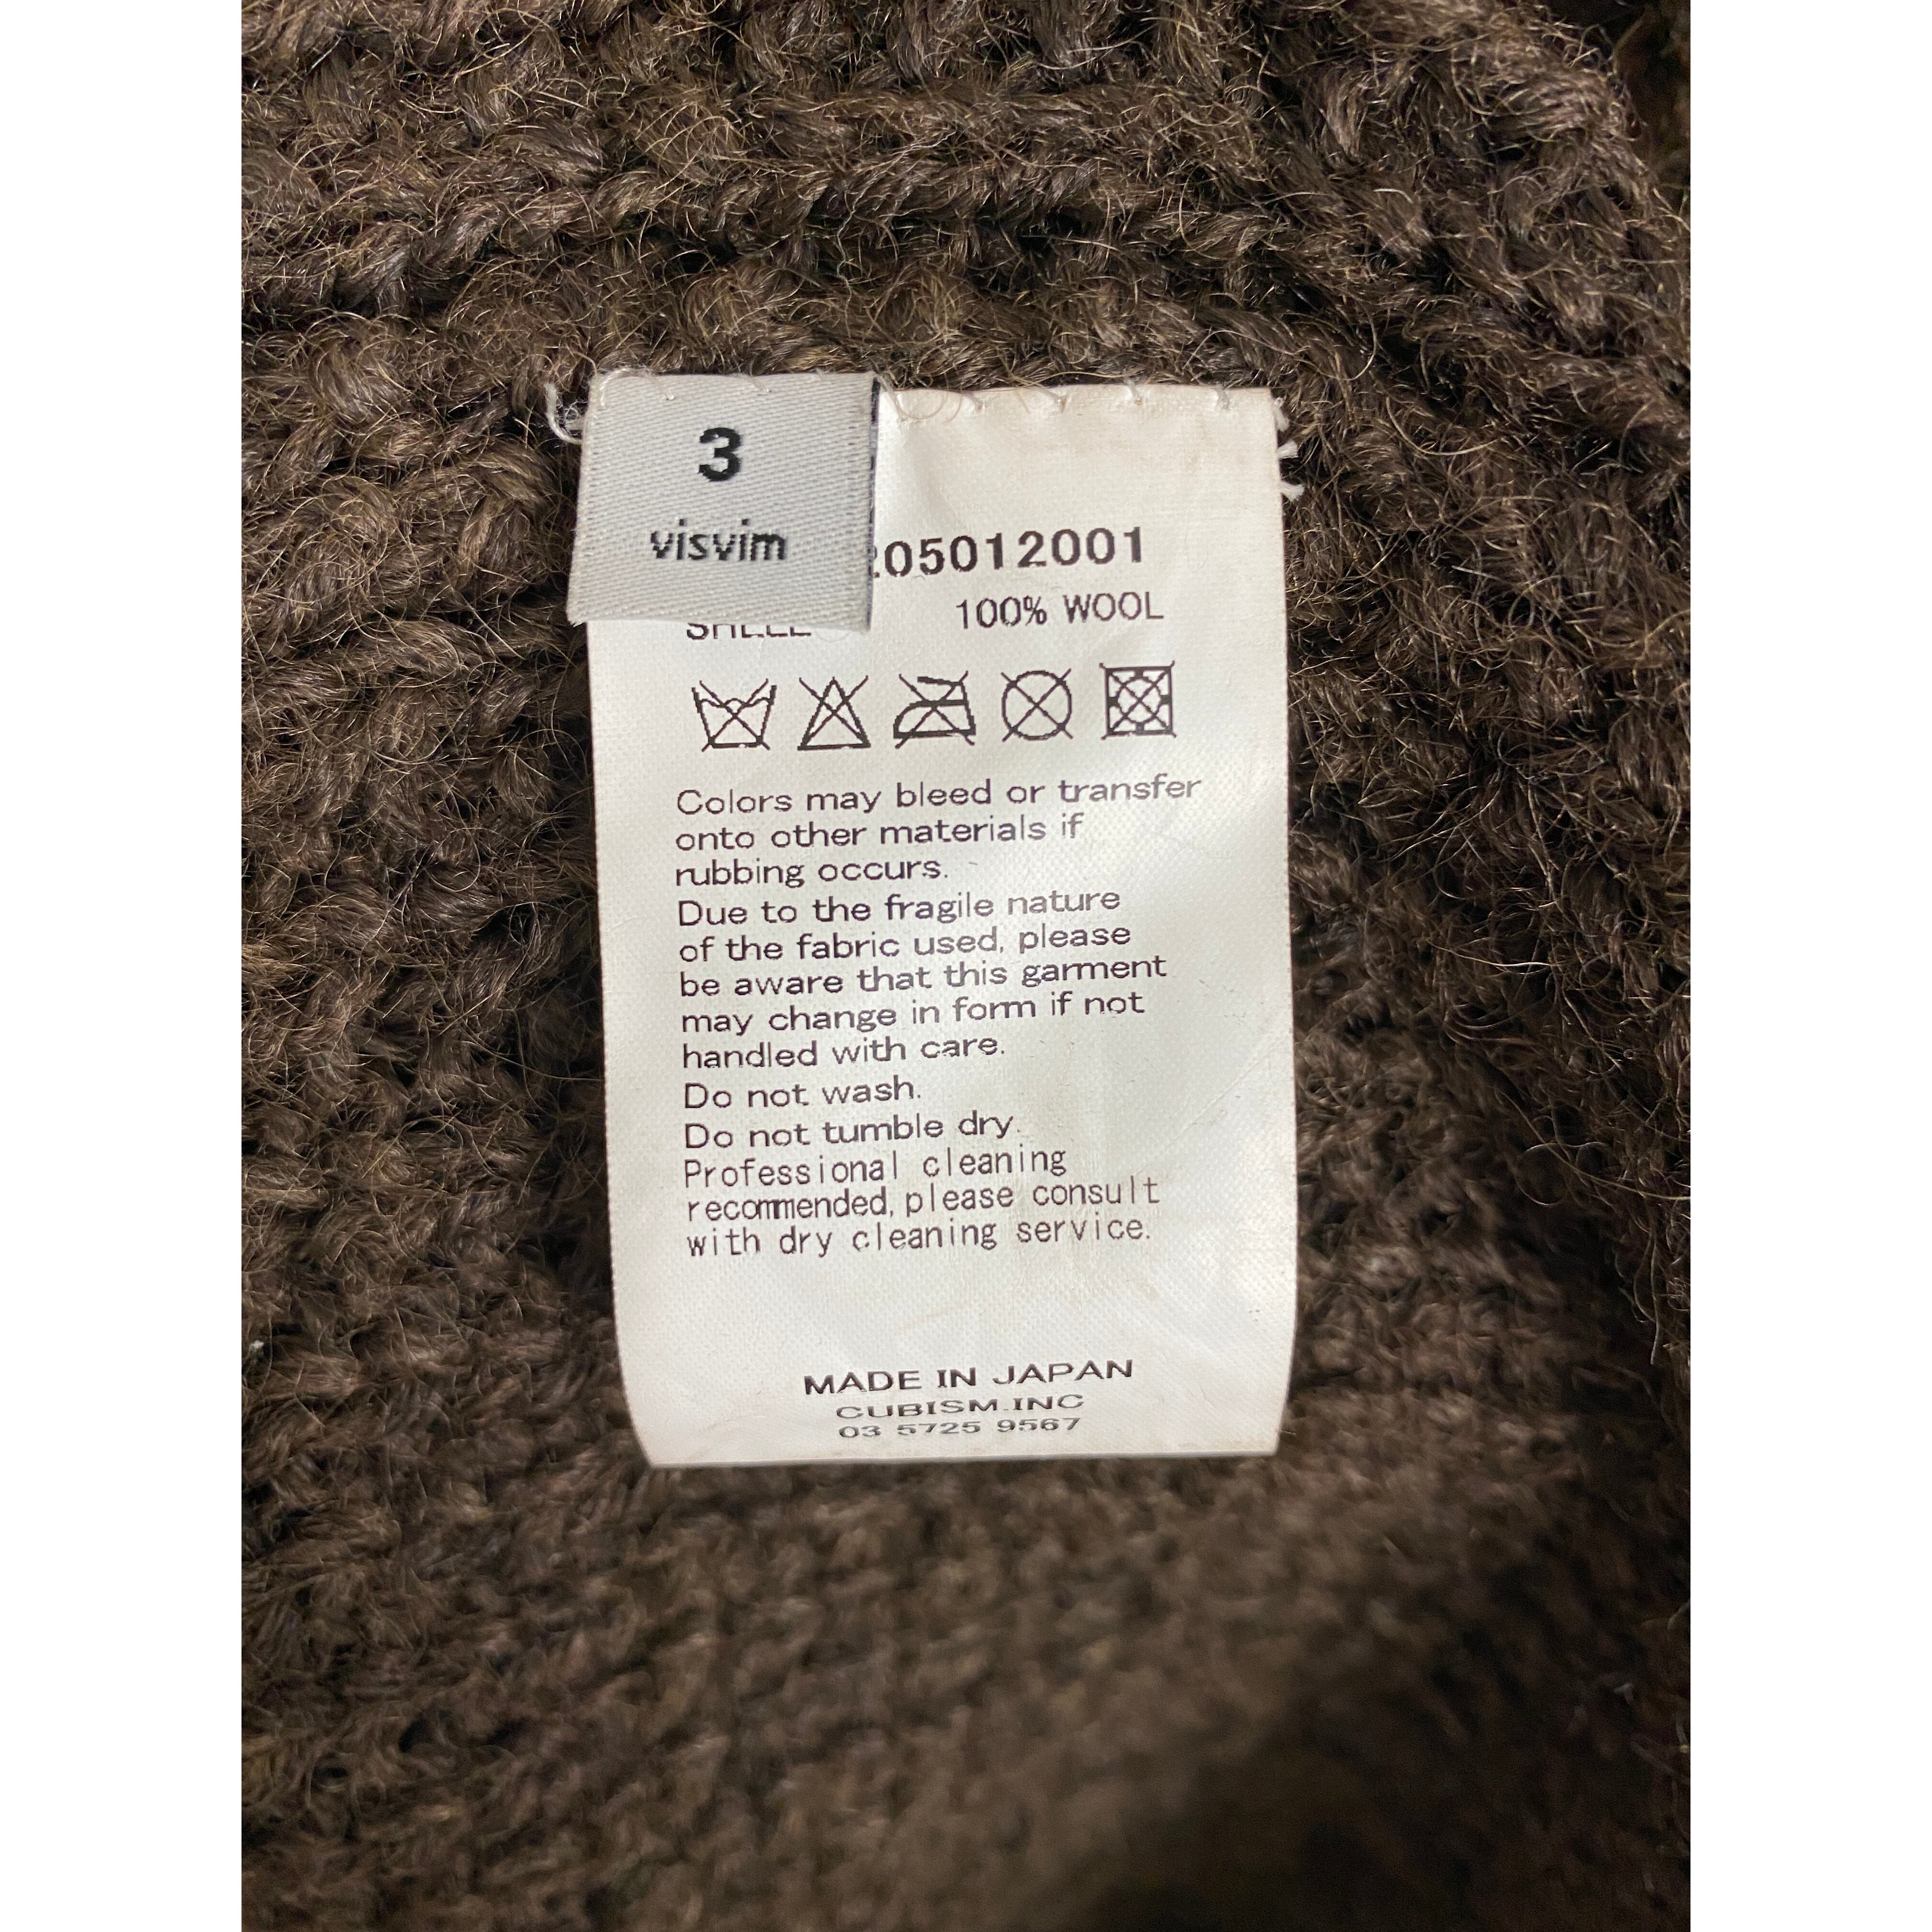 3
visvim
205012001
100% WOOL
Colors may bleed or transfer
onto other materials if
rubbing occurs.
Due to the fragile nature
of the fabric used, please
be aware that this garment
may change in form if not
handled with care.
Do not wash.
Do not tumble dry.
Professional cleaning
recommended, please consult
with dry cleaning service.
MADE IN JAPAN
CUBISM.INC
03 5725 9567